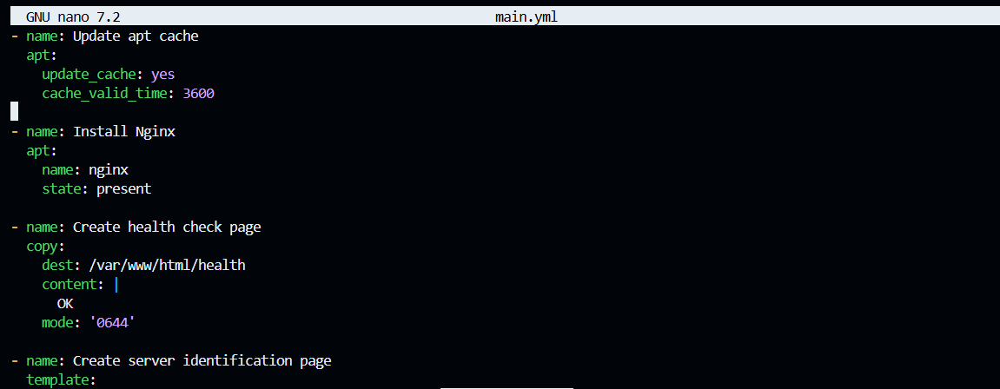 GNU nano 7.2 main.yml
- name: Update apt cache
  apt:
    update_cache: yes
    cache_valid_time: 3600

- name: Install Nginx
  apt:
    name: nginx
    state: present

- name: Create health check page
  copy:
    dest: /var/www/html/health
    content: |
      OK
    mode: '0644'

- name: Create server identification page
  template: